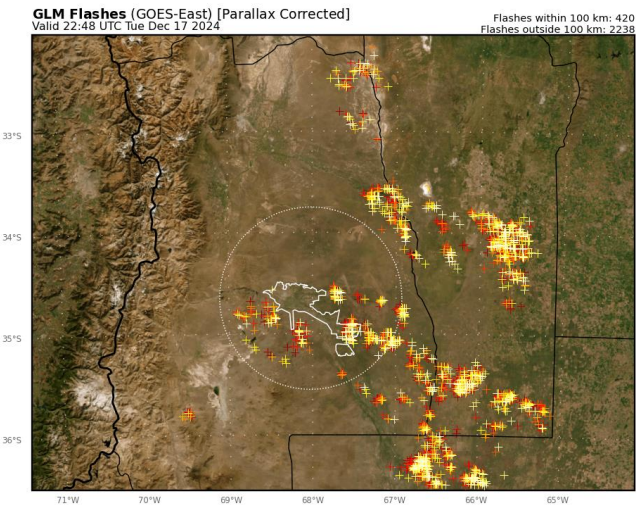 GLM Flashes (GOES-East) [Parallax Corrected]
Valid 22:48 UTC Tue Dec 17 2024
Flashes within 100 km: 420
Flashes outside 100 km: 2238
33°S
34°S
35°S
36°S
71°W 70°W 69°W 68°W 67°W 66°W 65°W